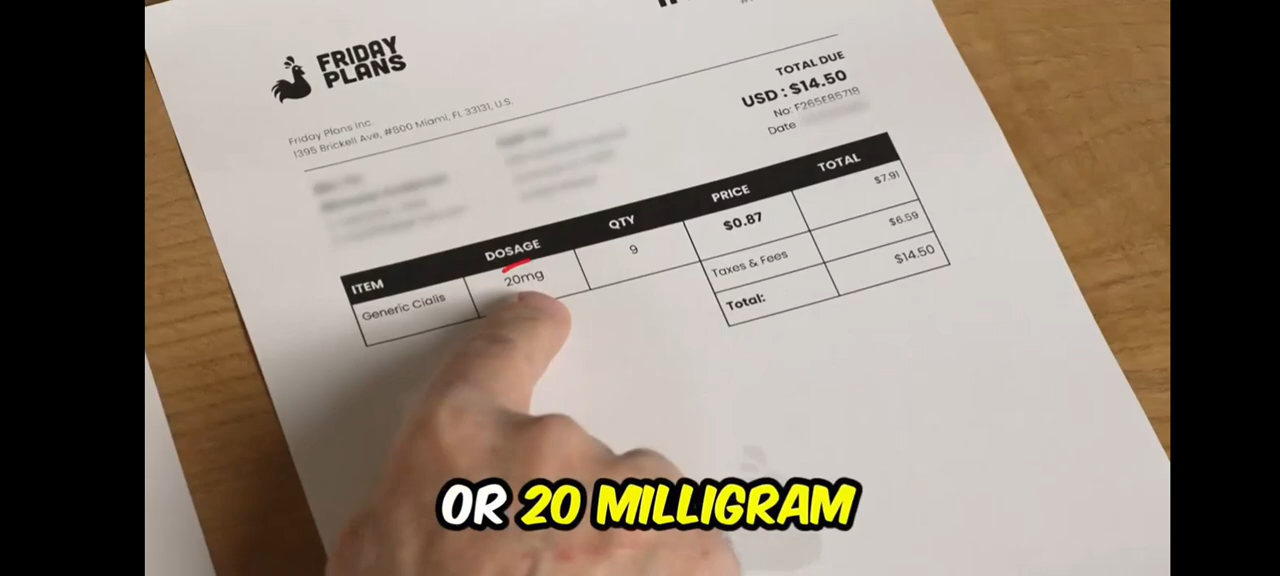 FRIDAY
PLANS
Friday Plans Inc.
1395 Brickell Ave, #800 Miami, FL 33131, U.S.
TOTAL DUE
USD : $14.50
No: F265E85718
Date
ITEM DOSAGE QTY PRICE TOTAL
Generic Cialis 20mg 9 $0.87 $7.91
Taxes & Fees $6.59
Total: $14.50
OR 20 MILLIGRAM